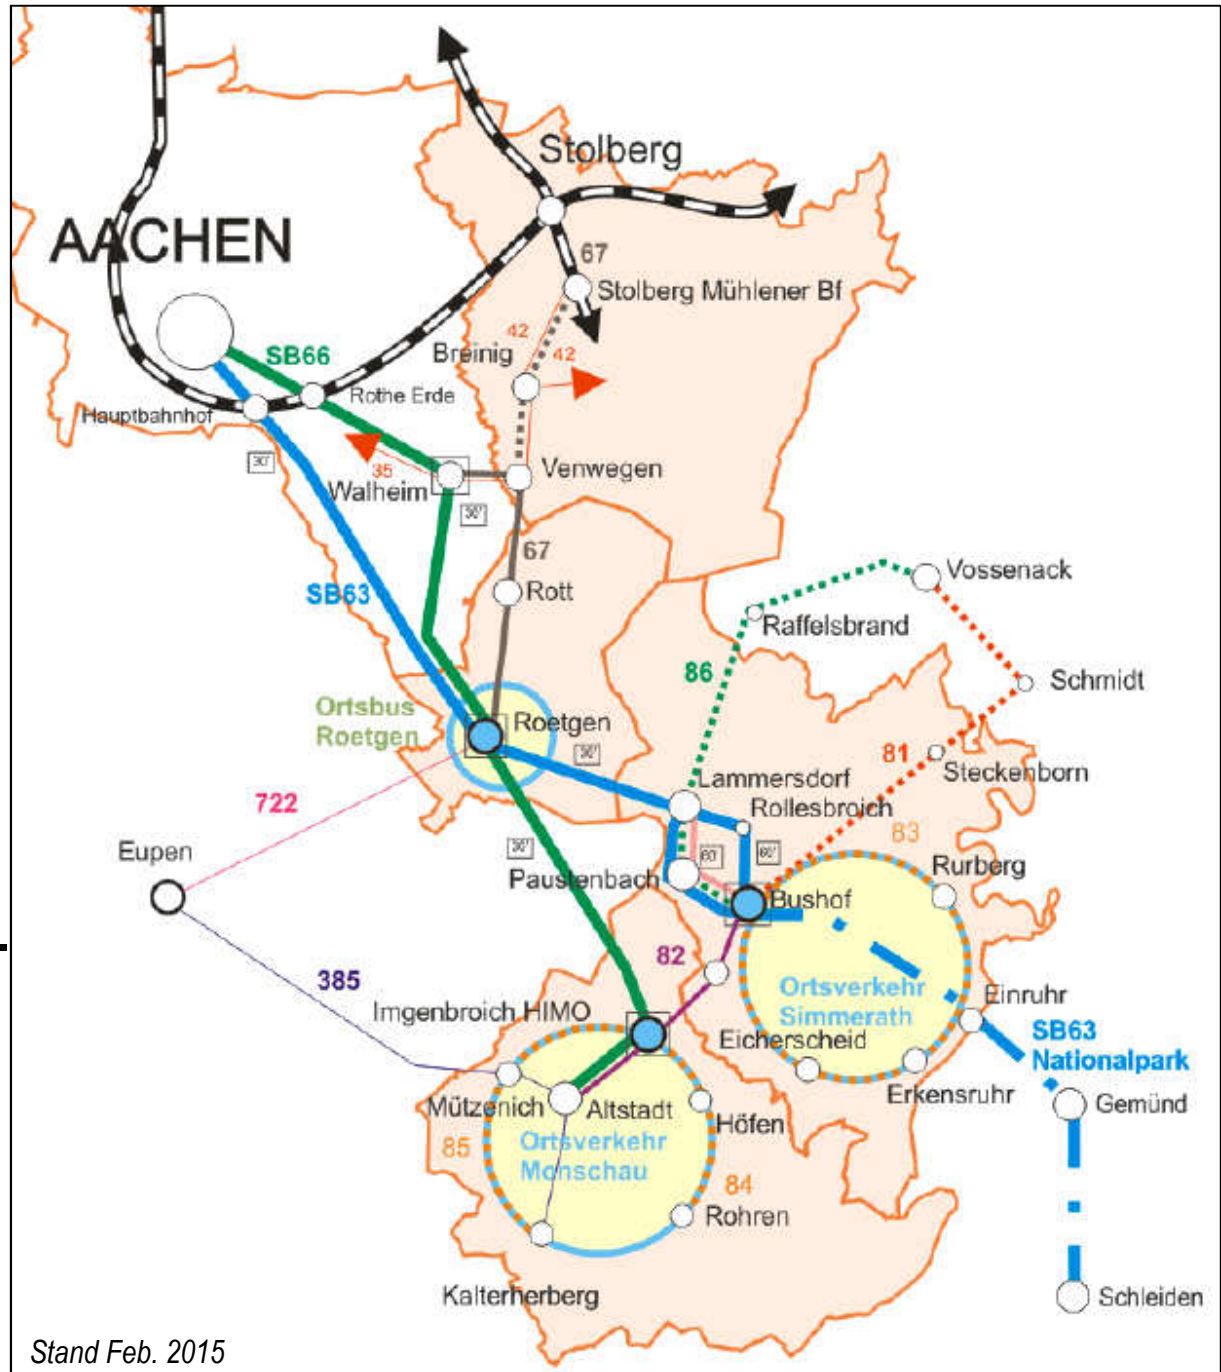 Stolberg
AACHEN
67
Stolberg Mühlener Bf
42
Breinig
42
SB66
Rothe Erde
Hauptbahnhof
30'
35
Walheim
Venwegen
30'
67
Rott
SB63
Vossenack
Raffelsbrand
86
Schmidt
Ortsbus
Roetgen
Roetgen
30'
81
Steckenborn
Lammersdorf
Rollesbroich
722
83
30'
Eupen
60'
60'
Rurberg
Paustenbach
Bushof
82
385
Ortsverkehr
Simmerath
Einruhr
Imgenbroich HIMO
Eicherscheid
SB63
Nationalpark
Erkensruhr
Mützenich
Altstadt
Höfen
Gemünd
85
Ortsverkehr
Monschau
84
Rohren
Kalterherberg
Schleiden
Stand Feb. 2015